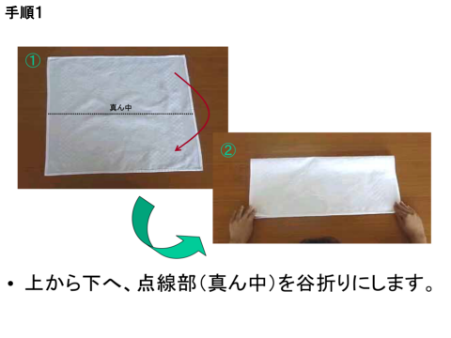 手順1
①
真ん中
②
• 上から下へ、点線部(真ん中)を谷折りにします。